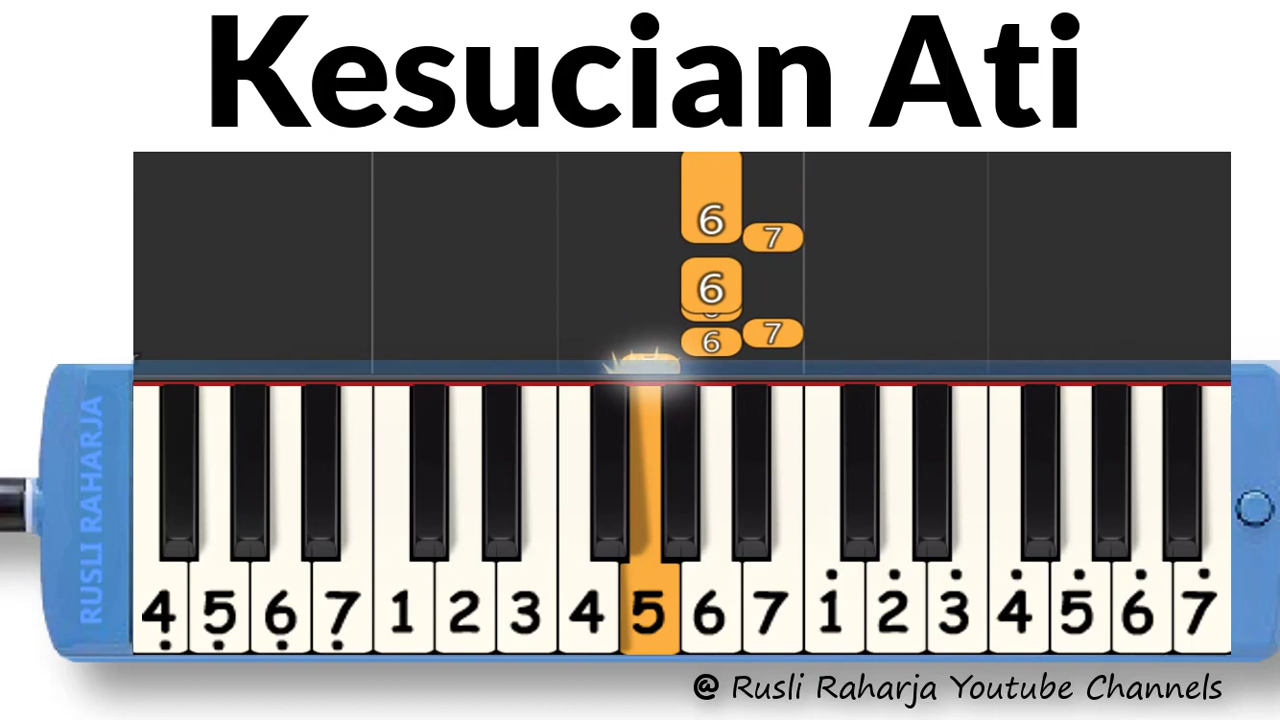 Kesucian Ati
6
7
6
7
6
RUSLI RAHARJA
4̣ 5̣ 6̣ 7̣ 1 2 3 4 5 6 7 1̇ 2̇ 3̇ 4̇ 5̇ 6̇ 7̇
@ Rusli Raharja Youtube Channels